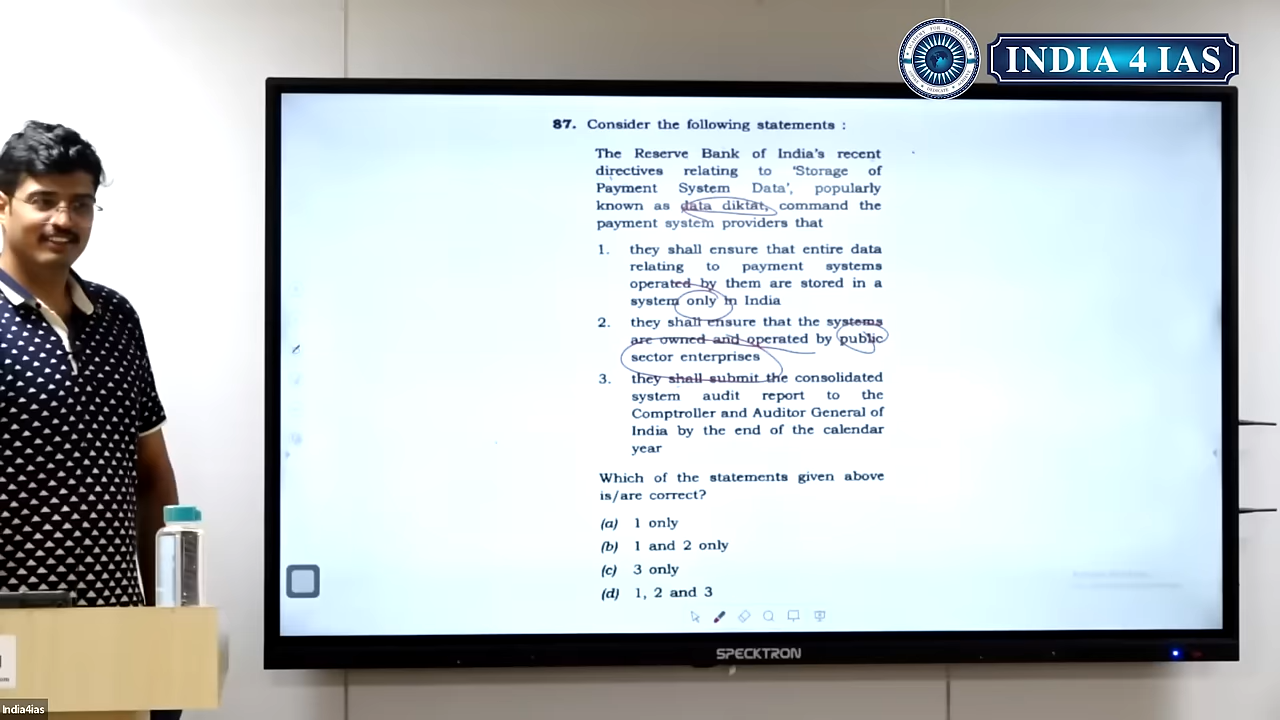 INDIA 4 IAS
87. Consider the following statements :
The Reserve Bank of India's recent
directives relating to 'Storage of
Payment System Data', popularly
known as data diktat, command the
payment system providers that
1. they shall ensure that entire data
relating to payment systems
operated by them are stored in a
system only in India
2. they shall ensure that the systems
are owned and operated by public
sector enterprises
3. they shall submit the consolidated
system audit report to the
Comptroller and Auditor General of
India by the end of the calendar
year
Which of the statements given above
is/are correct?
(a) 1 only
(b) 1 and 2 only
(c) 3 only
(d) 1, 2 and 3
SPECKTRON
India4ias